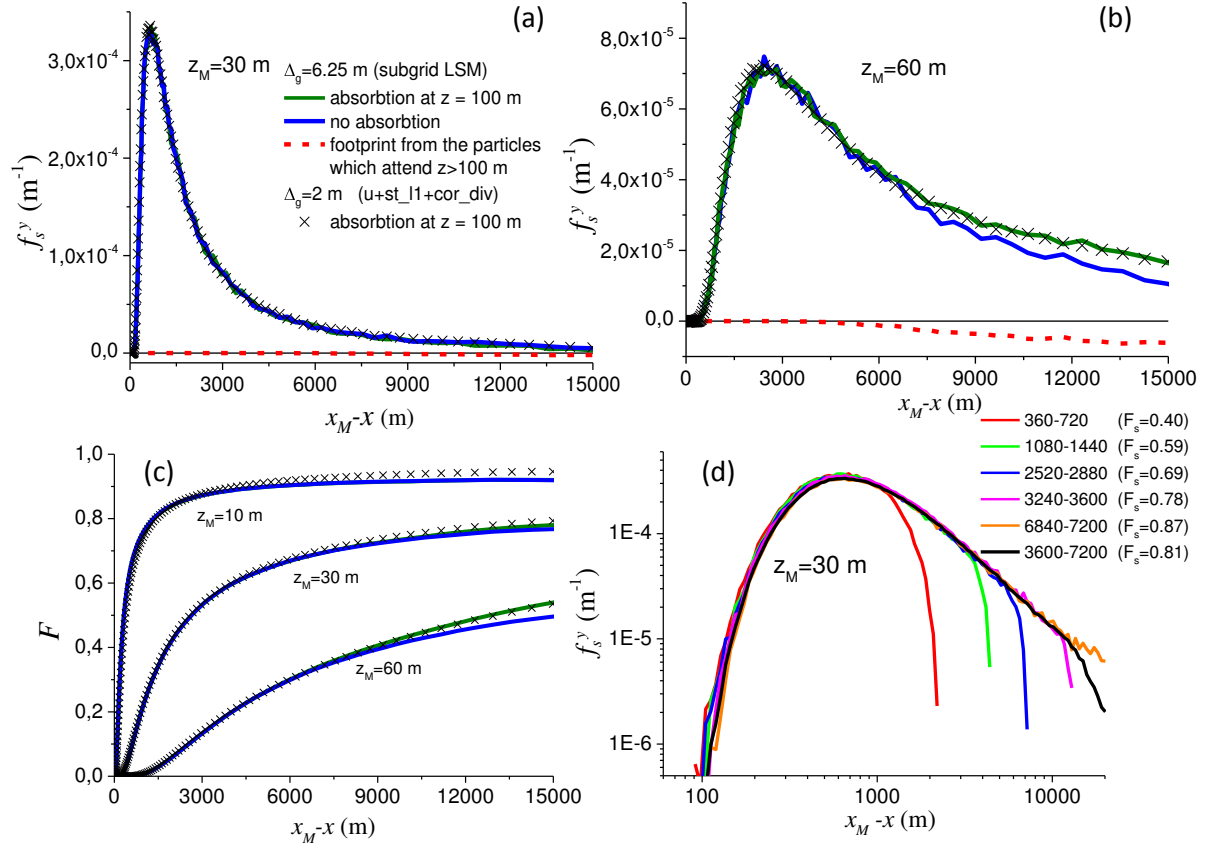 (a)
3,0x10⁻⁴
2,0x10⁻⁴
1,0x10⁻⁴
0,0
f_s^y (m⁻¹)
z_M=30 m
Δ_g=6.25 m (subgrid LSM)
absorbtion at z = 100 m
no absorbtion
footprint from the particles
which attend z>100 m
Δ_g=2 m (u+st_l1+cor_div)
absorbtion at z = 100 m
0 3000 6000 9000 12000 15000
x_M-x (m)
(b)
8,0x10⁻⁵
6,0x10⁻⁵
4,0x10⁻⁵
2,0x10⁻⁵
0,0
f_s^y (m⁻¹)
z_M=60 m
0 3000 6000 9000 12000 15000
x_M-x (m)
(c)
1,0
0,8
0,6
0,4
0,2
0,0
F
z_M=10 m
z_M=30 m
z_M=60 m
0 3000 6000 9000 12000 15000
x_M-x (m)
(d)
360-720 (F_s=0.40)
1080-1440 (F_s=0.59)
2520-2880 (F_s=0.69)
3240-3600 (F_s=0.78)
6840-7200 (F_s=0.87)
3600-7200 (F_s=0.81)
1E-4
1E-5
1E-6
f_s^y (m⁻¹)
z_M=30 m
100 1000 10000
x_M -x (m)